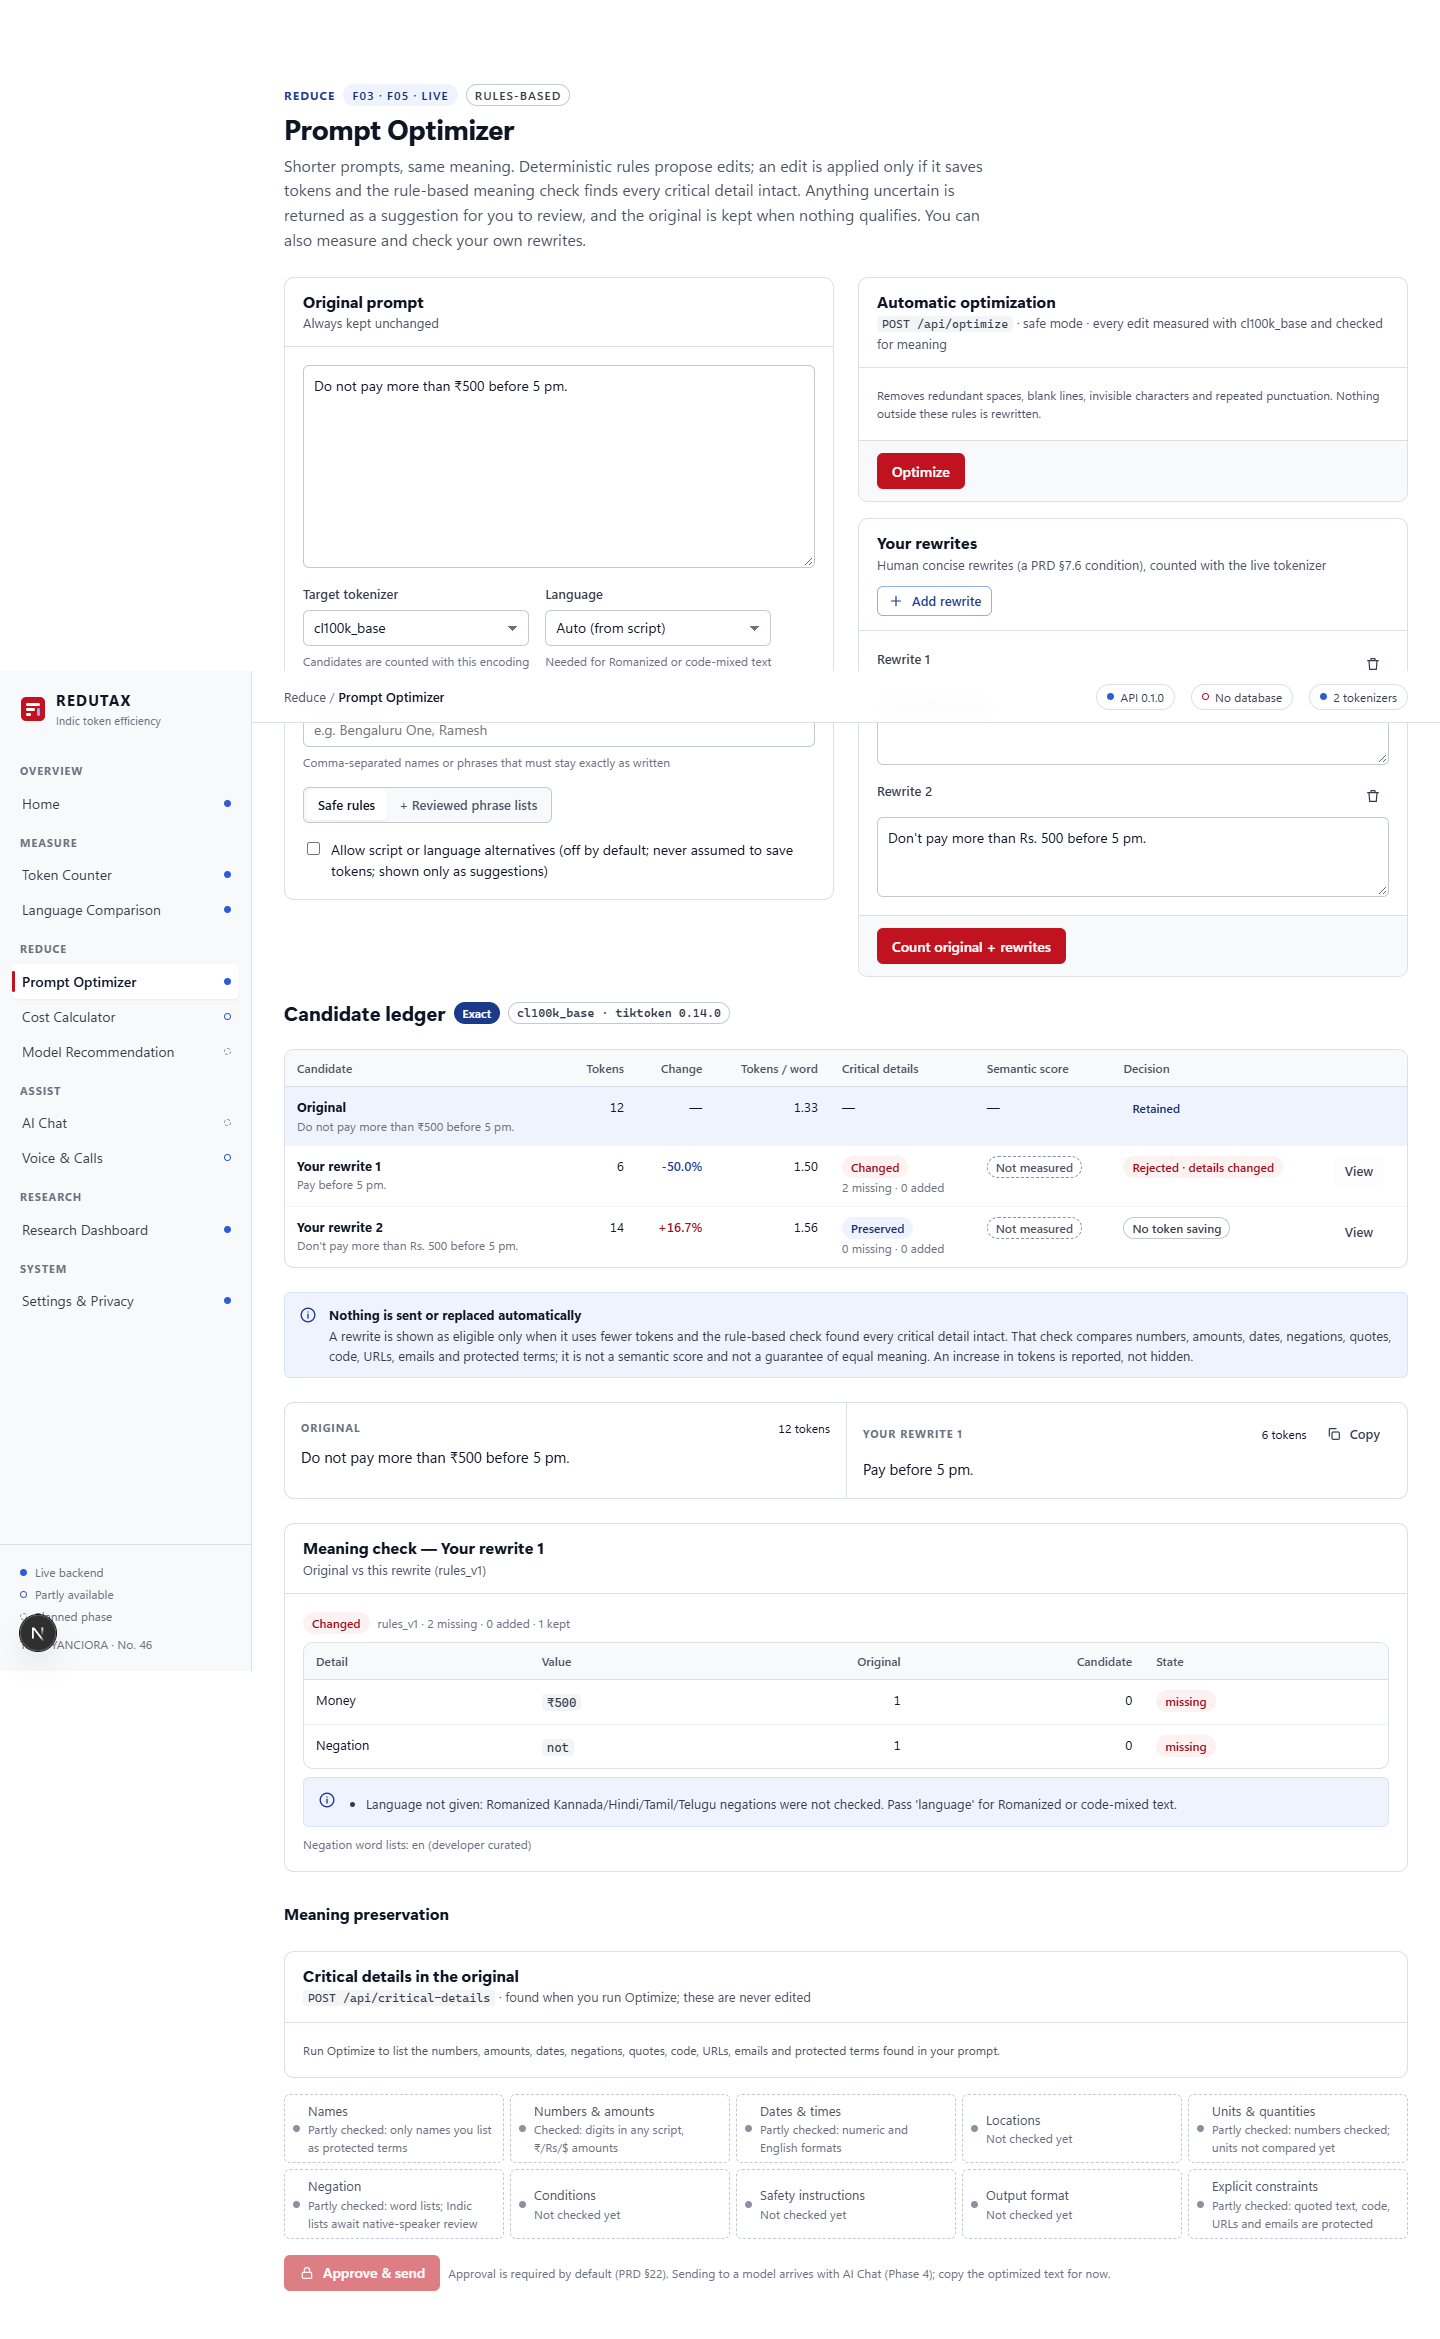 REDUCE F03 · F05 · LIVE RULES-BASED
Prompt Optimizer
Shorter prompts, same meaning. Deterministic rules propose edits; an edit is applied only if it saves
tokens and the rule-based meaning check finds every critical detail intact. Anything uncertain is
returned as a suggestion for you to review, and the original is kept when nothing qualifies. You can
also measure and check your own rewrites.
Original prompt
Always kept unchanged
Do not pay more than ₹500 before 5 pm.
Target tokenizer
cl100k_base
Candidates are counted with this encoding
Language
Auto (from script)
Needed for Romanized or code-mixed text
e.g. Bengaluru One, Ramesh
Comma-separated names or phrases that must stay exactly as written
Safe rules + Reviewed phrase lists
Allow script or language alternatives (off by default; never assumed to save
tokens; shown only as suggestions)
Automatic optimization
POST /api/optimize · safe mode · every edit measured with cl100k_base and checked
for meaning
Removes redundant spaces, blank lines, invisible characters and repeated punctuation. Nothing
outside these rules is rewritten.
Optimize
Your rewrites
Human concise rewrites (a PRD §7.6 condition), counted with the live tokenizer
+ Add rewrite
Rewrite 1
Rewrite 2
Don't pay more than Rs. 500 before 5 pm.
Count original + rewrites
REDUTAX
Indic token efficiency
Reduce / Prompt Optimizer
API 0.1.0 No database 2 tokenizers
OVERVIEW
Home
MEASURE
Token Counter
Language Comparison
REDUCE
Prompt Optimizer
Cost Calculator
Model Recommendation
ASSIST
AI Chat
Voice & Calls
RESEARCH
Research Dashboard
SYSTEM
Settings & Privacy
Live backend
Partly available
nned phase
YANCIORA · No. 46
N
Candidate ledger Exact cl100k_base · tiktoken 0.14.0
Candidate Tokens Change Tokens / word Critical details Semantic score Decision
Original 12 — 1.33 — — Retained
Do not pay more than ₹500 before 5 pm.
Your rewrite 1 6 -50.0% 1.50 Changed Not measured Rejected · details changed View
Pay before 5 pm. 2 missing · 0 added
Your rewrite 2 14 +16.7% 1.56 Preserved Not measured No token saving View
Don't pay more than Rs. 500 before 5 pm. 0 missing · 0 added
Nothing is sent or replaced automatically
A rewrite is shown as eligible only when it uses fewer tokens and the rule-based check found every critical detail intact. That check compares numbers, amounts, dates, negations, quotes,
code, URLs, emails and protected terms; it is not a semantic score and not a guarantee of equal meaning. An increase in tokens is reported, not hidden.
ORIGINAL 12 tokens
Do not pay more than ₹500 before 5 pm.
YOUR REWRITE 1 6 tokens Copy
Pay before 5 pm.
Meaning check — Your rewrite 1
Original vs this rewrite (rules_v1)
Changed rules_v1 · 2 missing · 0 added · 1 kept
Detail Value Original Candidate State
Money ₹500 1 0 missing
Negation not 1 0 missing
• Language not given: Romanized Kannada/Hindi/Tamil/Telugu negations were not checked. Pass 'language' for Romanized or code-mixed text.
Negation word lists: en (developer curated)
Meaning preservation
Critical details in the original
POST /api/critical-details · found when you run Optimize; these are never edited
Run Optimize to list the numbers, amounts, dates, negations, quotes, code, URLs, emails and protected terms found in your prompt.
Names
Partly checked: only names you list
as protected terms
Numbers & amounts
Checked: digits in any script,
₹/Rs/$ amounts
Dates & times
Partly checked: numeric and
English formats
Locations
Not checked yet
Units & quantities
Partly checked: numbers checked;
units not compared yet
Negation
Partly checked: word lists; Indic
lists await native-speaker review
Conditions
Not checked yet
Safety instructions
Not checked yet
Output format
Not checked yet
Explicit constraints
Partly checked: quoted text, code,
URLs and emails are protected
Approve & send Approval is required by default (PRD §22). Sending to a model arrives with AI Chat (Phase 4); copy the optimized text for now.